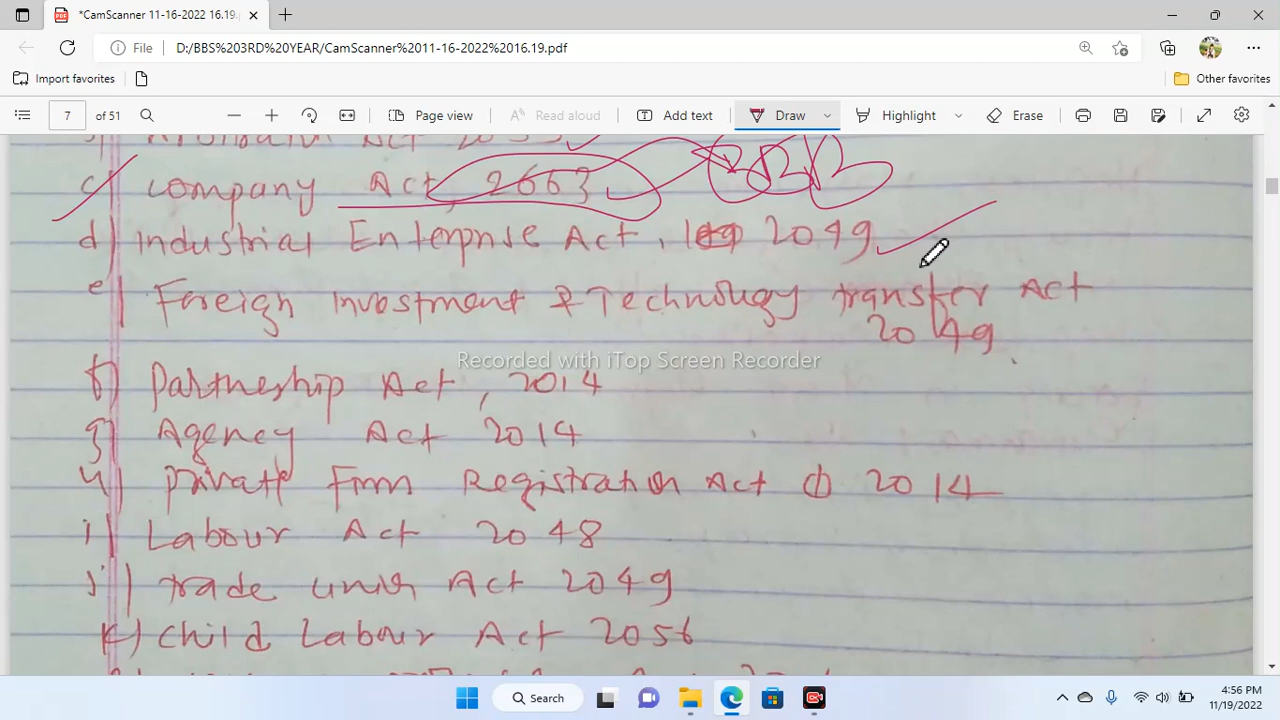 *CamScanner 11-16-2022 16.19.p
File D:/BBS%203RD%20YEAR/CamScanner%2011-16-2022%2016.19.pdf
Import favorites Other favorites
7 of 51 Page view Read aloud Add text Draw Highlight Erase
Act
c) company Act, 2663 BBB
d) Industrial Enterprise Act, 2049
e) Foreign Investment & Technology transfer Act
2049
Recorded with iTop Screen Recorder
f) Partneship Act, 2014
g) Agency Act 2014
Private Firm Registration Act 2014
i) Labour Act 2048
j) trade union Act 2049
k) Child Labour Act 2056
Search
4:56 PM
11/19/2022